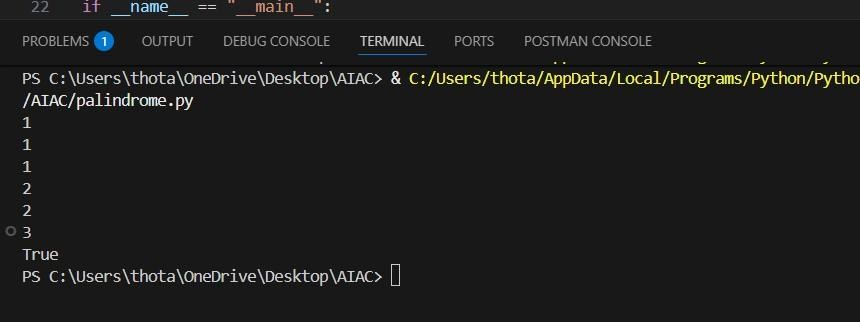 22 if __name__ == "__main__":
PROBLEMS 1 OUTPUT DEBUG CONSOLE TERMINAL PORTS POSTMAN CONSOLE
PS C:\Users\thota\OneDrive\Desktop\AIAC> & C:/Users/thota/AppData/Local/Programs/Python/Pytho
/AIAC/palindrome.py
1
1
1
2
2
3
True
PS C:\Users\thota\OneDrive\Desktop\AIAC>